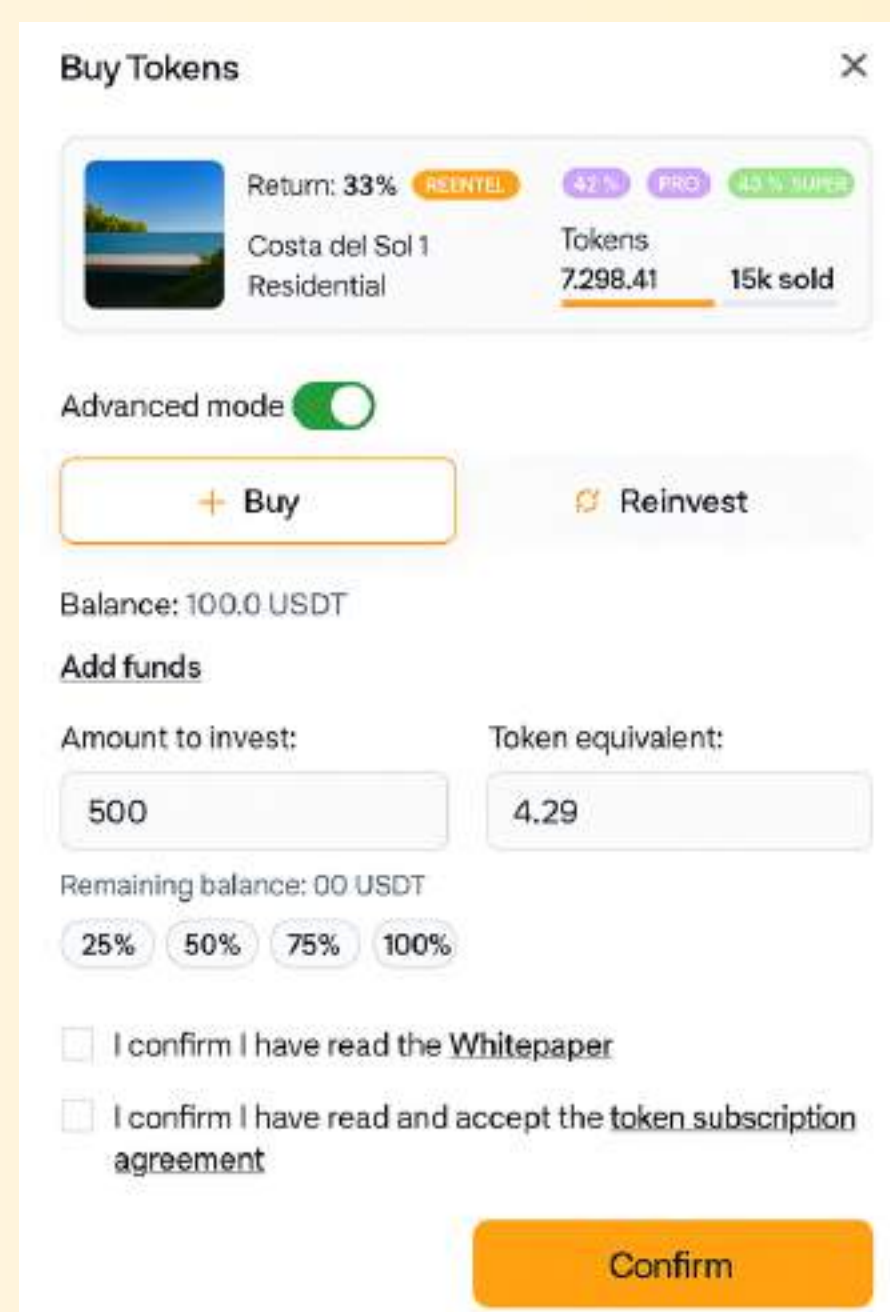 Buy Tokens
Return: 33% REENTEL 42 % PRO 43 % SUPER
Costa del Sol 1
Residential
Tokens
7.298.41 15k sold
Advanced mode
+ Buy
Reinvest
Balance: 100.0 USDT
Add funds
Amount to invest: Token equivalent:
500 4.29
Remaining balance: 00 USDT
25% 50% 75% 100%
I confirm I have read the Whitepaper
I confirm I have read and accept the token subscription
agreement
Confirm